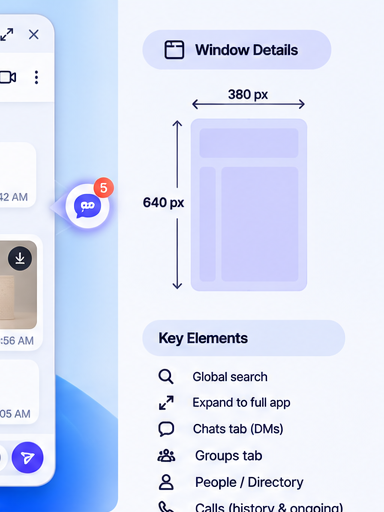 42 AM
5
:56 AM
05 AM
Window Details
380 px
640 px
Key Elements
Global search
Expand to full app
Chats tab (DMs)
Groups tab
People / Directory
Calls (history & ongoing)